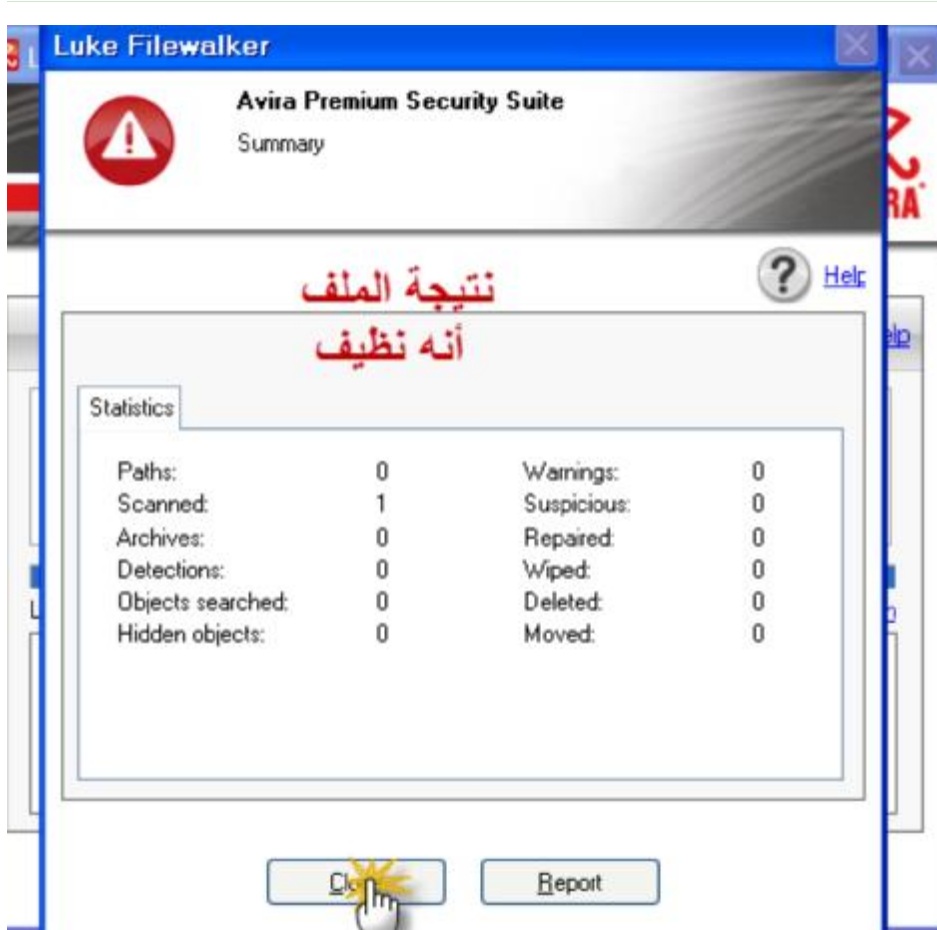 Luke Filewalker
Avira Premium Security Suite
Summary
RA
نتيجة الملف
Help
أنه نظيف
elp
Statistics
Paths: 0 Warnings: 0
Scanned: 1 Suspicious: 0
Archives: 0 Repaired: 0
Detections: 0 Wiped: 0
Objects searched: 0 Deleted: 0
Hidden objects: 0 Moved: 0
Report